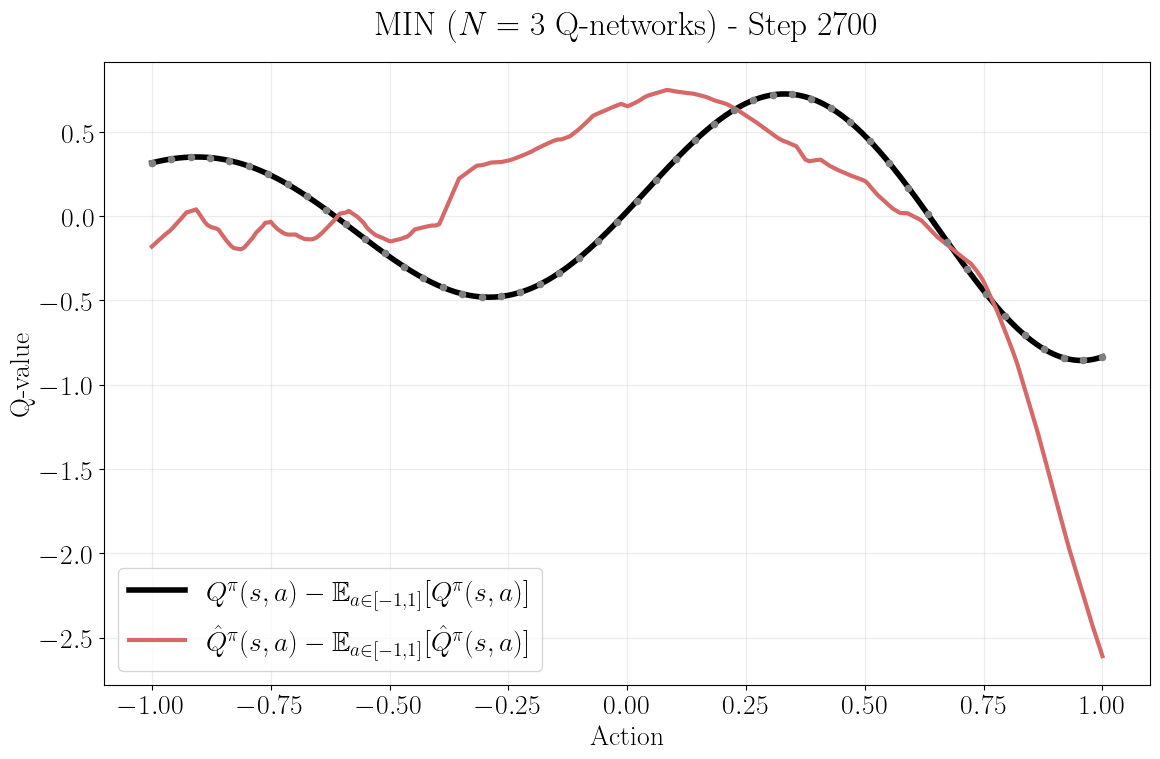 MIN (N = 3 Q-networks) - Step 2700
Q-value
0.5
0.0
−0.5
−1.0
−1.5
−2.0
−2.5
Q^π(s, a) − 𝔼_{a∈[−1,1]}[Q^π(s, a)]
Q̂^π(s, a) − 𝔼_{a∈[−1,1]}[Q̂^π(s, a)]
−1.00 −0.75 −0.50 −0.25 0.00 0.25 0.50 0.75 1.00
Action